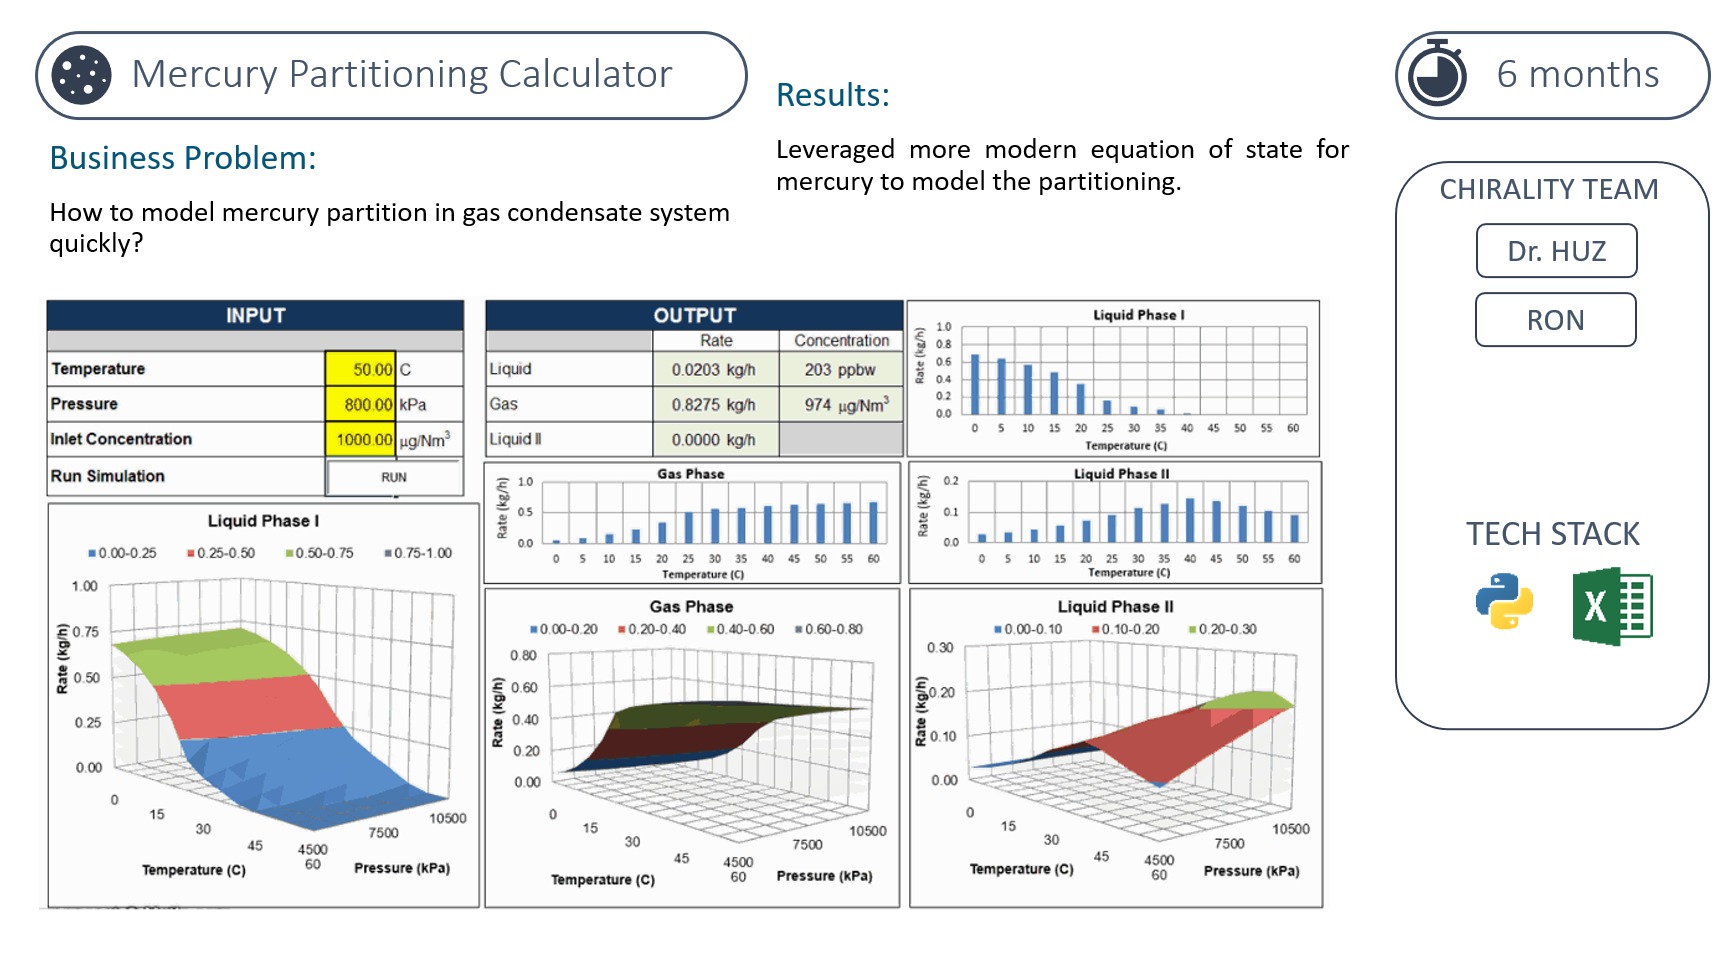 Mercury Partitioning Calculator
Business Problem:
How to model mercury partition in gas condensate system
quickly?
Results:
Leveraged more modern equation of state for
mercury to model the partitioning.
6 months
CHIRALITY TEAM
Dr. HUZ
RON
TECH STACK
X
INPUT
Temperature 50.00 C
Pressure 800.00 kPa
Inlet Concentration 1000.00 µg/Nm³
Run Simulation RUN
OUTPUT
Rate Concentration
Liquid 0.0203 kg/h 203 ppbw
Gas 0.8275 kg/h 974 µg/Nm³
Liquid II 0.0000 kg/h
Liquid Phase I
Rate (kg/h)
1.0
0.8
0.6
0.4
0.2
0.0
0 5 10 15 20 25 30 35 40 45 50 55 60
Temperature (C)
Gas Phase
Rate (kg/h)
1.0
0.5
0.0
0 5 10 15 20 25 30 35 40 45 50 55 60
Temperature (C)
Liquid Phase II
Rate (kg/h)
0.2
0.1
0.0
0 5 10 15 20 25 30 35 40 45 50 55 60
Temperature (C)
Liquid Phase I
0.00-0.25 0.25-0.50 0.50-0.75 0.75-1.00
Rate (kg/h)
1.00
0.75
0.50
0.25
0.00
0 15 30 45 60
4500 7500 10500
Temperature (C) Pressure (kPa)
Gas Phase
0.00-0.20 0.20-0.40 0.40-0.60 0.60-0.80
Rate (kg/h)
0.80
0.60
0.40
0.20
0.00
0 15 30 45 60
4500 7500 10500
Temperature (C) Pressure (kPa)
Liquid Phase II
0.00-0.10 0.10-0.20 0.20-0.30
Rate (kg/h)
0.30
0.20
0.10
0.00
0 15 30 45 60
4500 7500 10500
Temperature (C) Pressure (kPa)